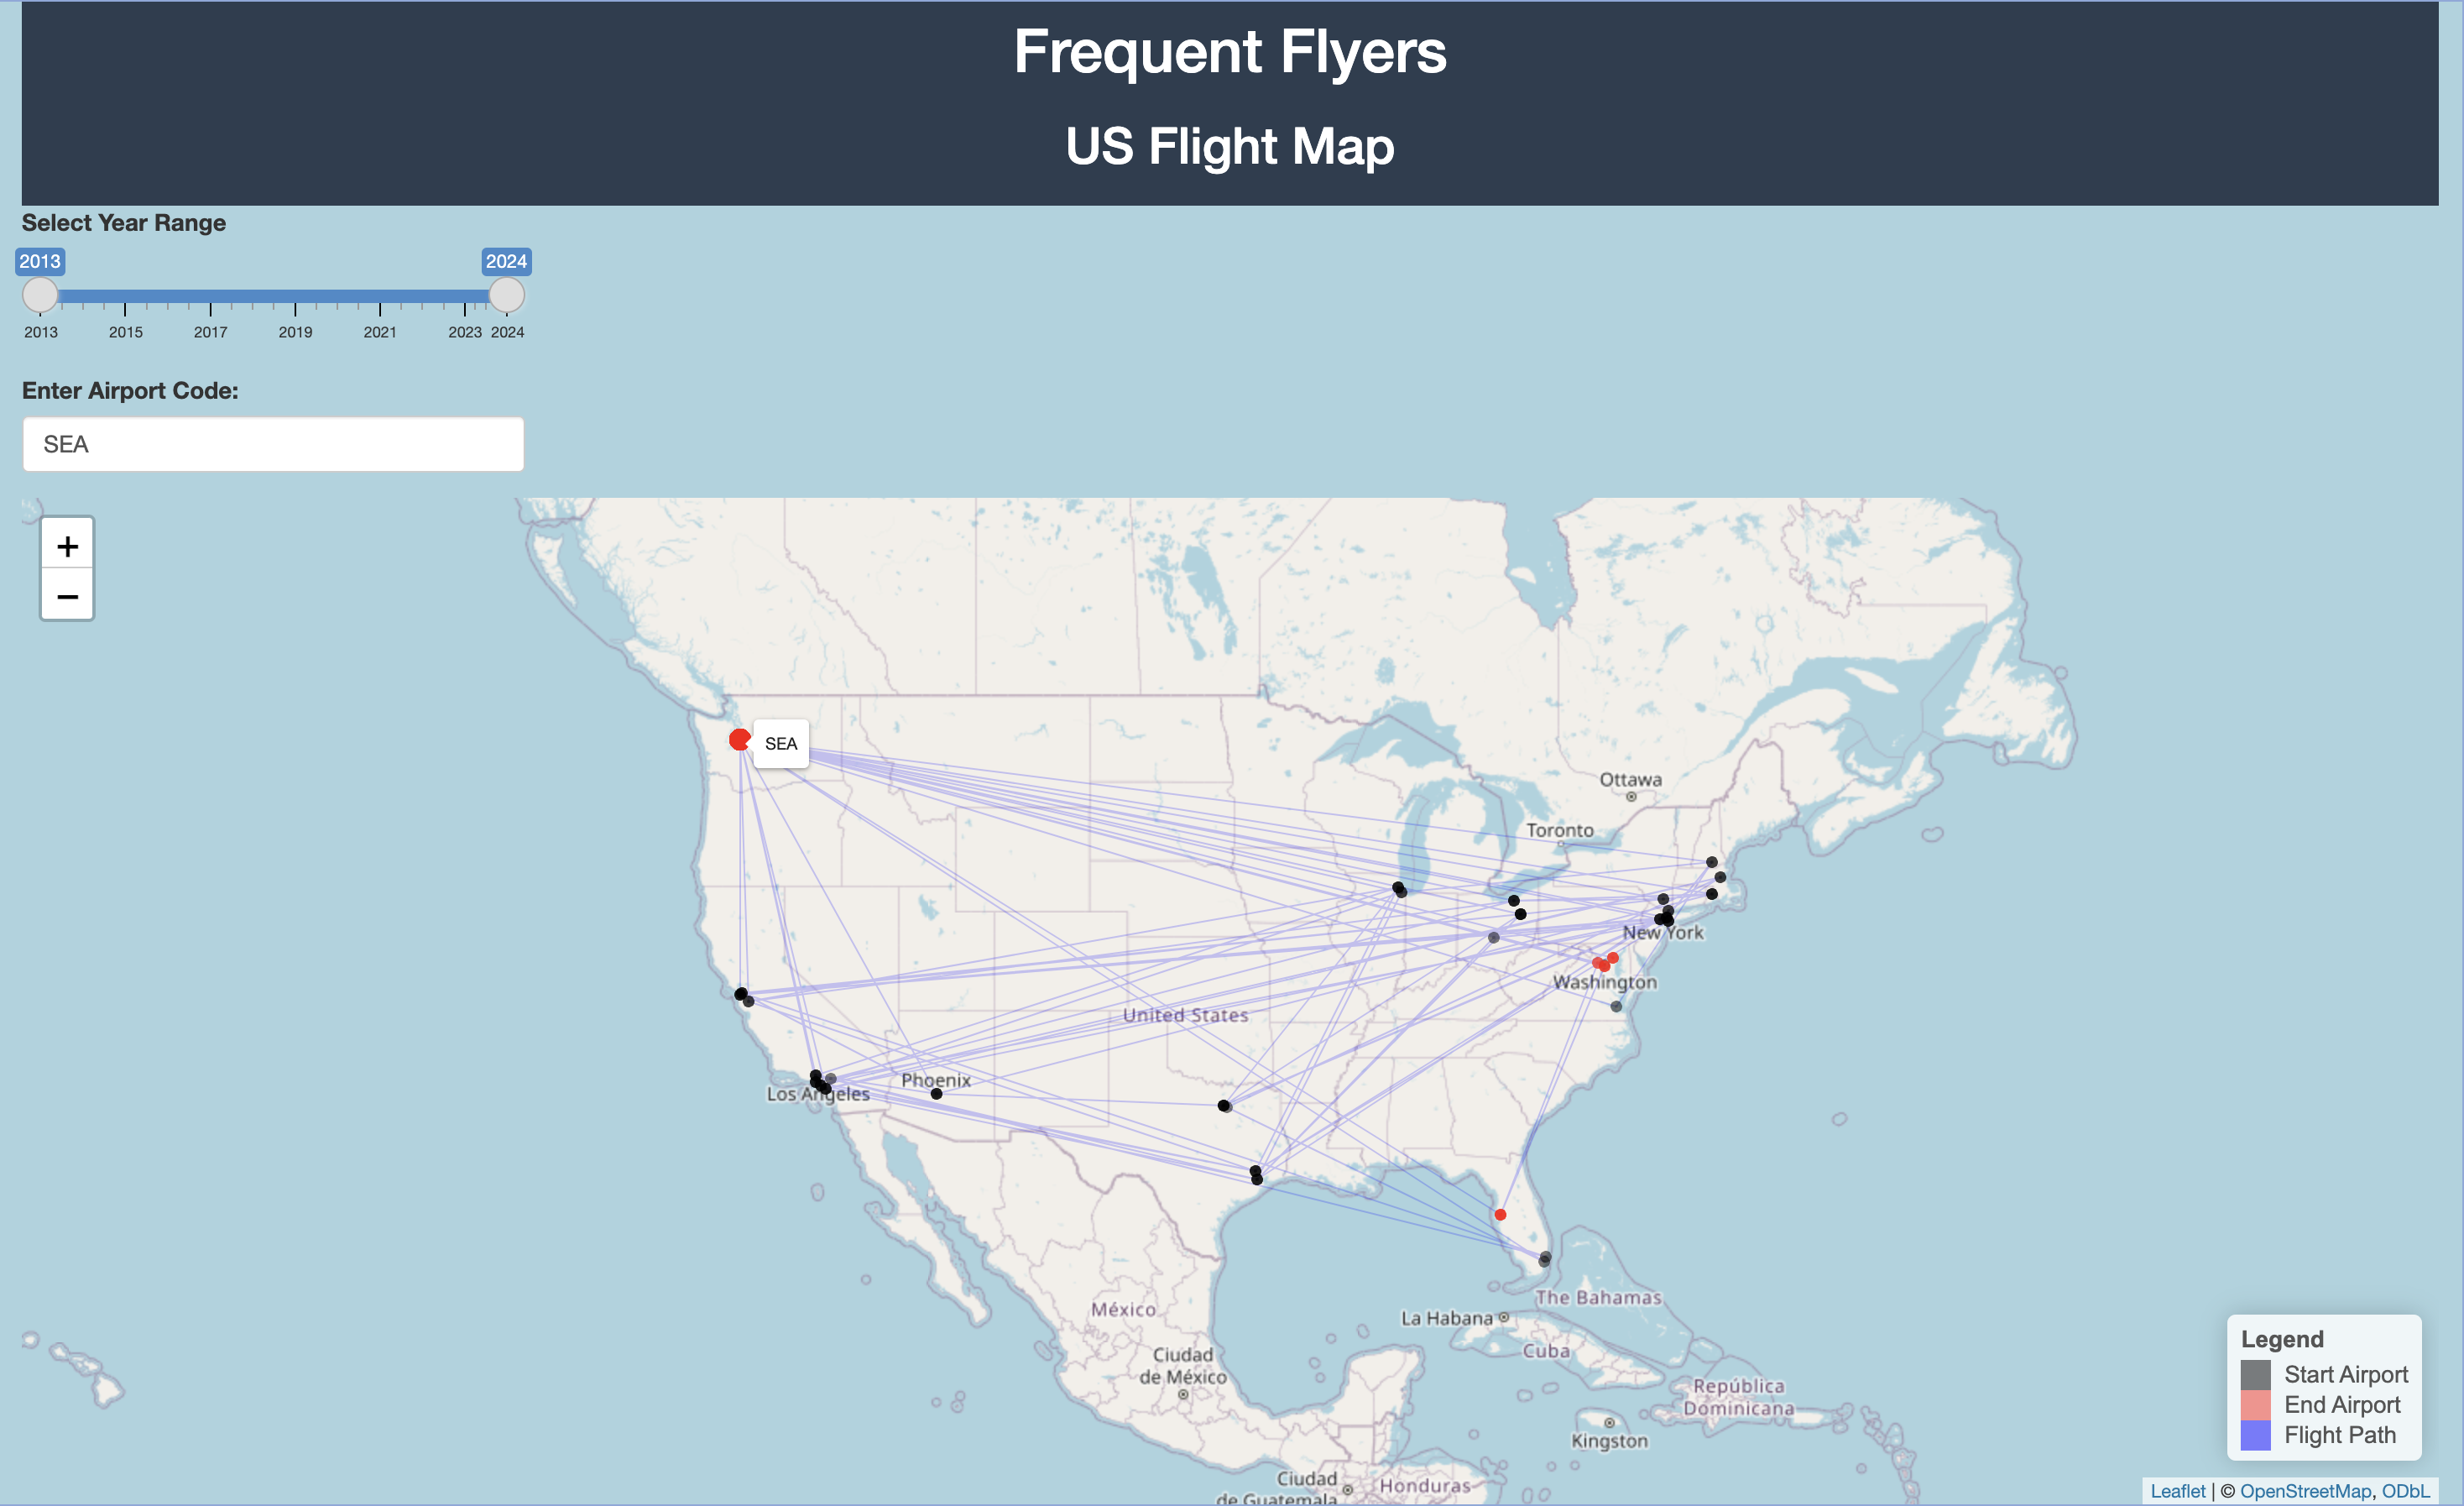 Frequent Flyers
US Flight Map
Select Year Range
2013 2024
2013 2015 2017 2019 2021 2023 2024
Enter Airport Code:
SEA
+
−
SEA
Ottawa
Toronto
New York
Washington
United States
Phoenix
Los Angeles
México
The Bahamas
La Habana
Cuba
Ciudad
de México
República
Dominicana
Kingston
Ciudad
de Guatemala
Honduras
Legend
Start Airport
End Airport
Flight Path
Leaflet | © OpenStreetMap, ODbL